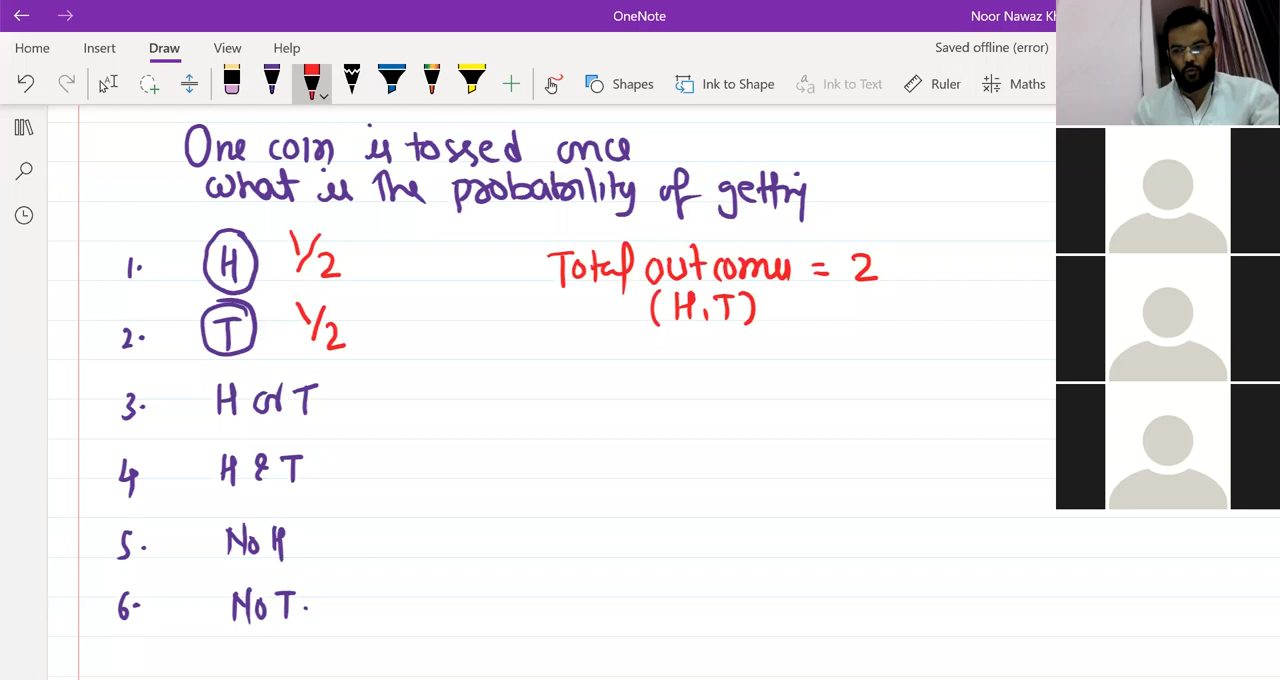 OneNote
Noor Nawaz Kh
Home Insert Draw View Help
Saved offline (error)
Shapes Ink to Shape Ink to Text Ruler Maths
One coin is tossed once
what is the probability of getting
1. H 1/2
Total outcomes = 2
(H, T)
2. T 1/2
3. H or T
4. H & T
5. No H
6. No T.